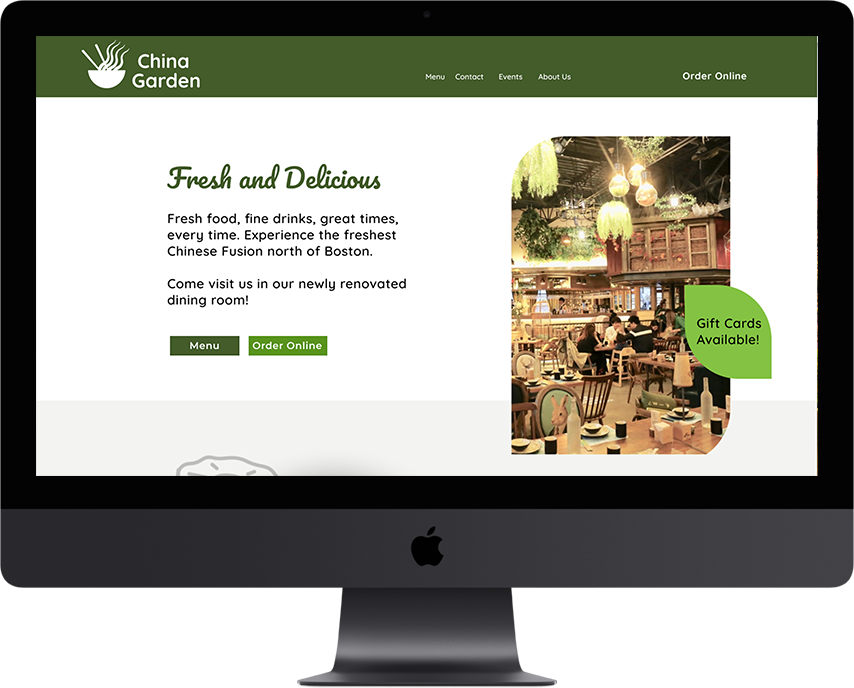 China
Garden
Menu Contact Events About Us
Order Online
Fresh and Delicious
Fresh food, fine drinks, great times,
every time. Experience the freshest
Chinese Fusion north of Boston.
Come visit us in our newly renovated
dining room!
Menu
Order Online
Gift Cards
Available!